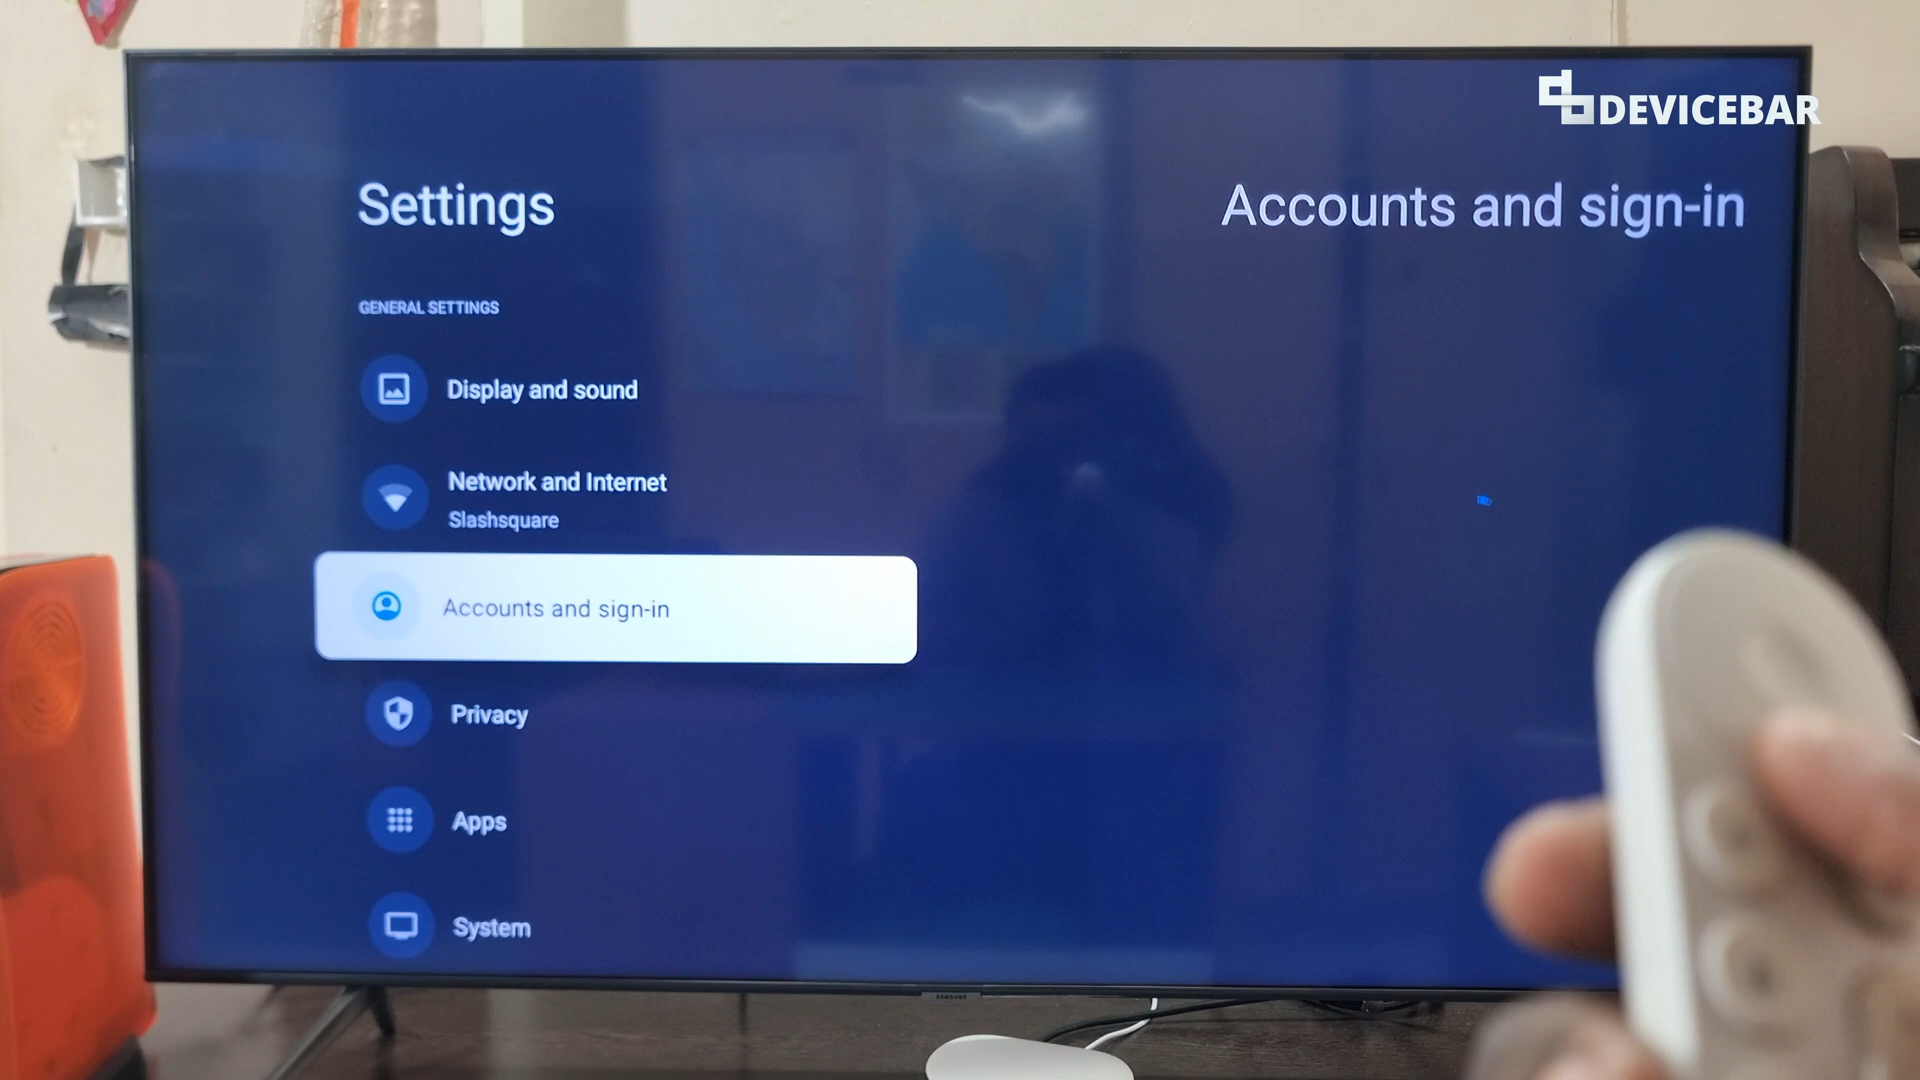 DEVICEBAR
Settings
Accounts and sign-in
GENERAL SETTINGS
Display and sound
Network and Internet
Slashsquare
Accounts and sign-in
Privacy
Apps
System
SAMSUNG